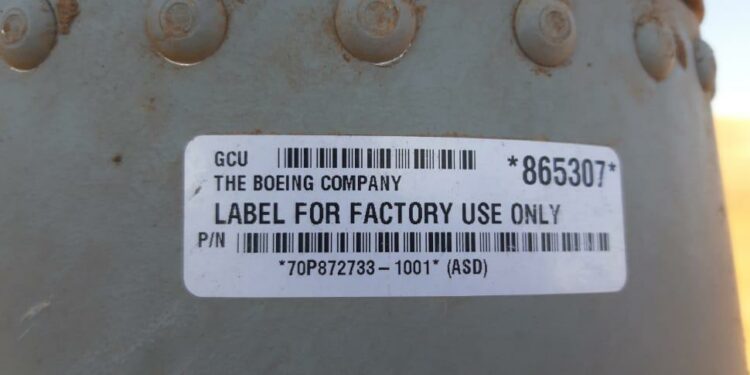 GCU *865307*
THE BOEING COMPANY
LABEL FOR FACTORY USE ONLY
P/N
*70P872733-1001* (ASD)